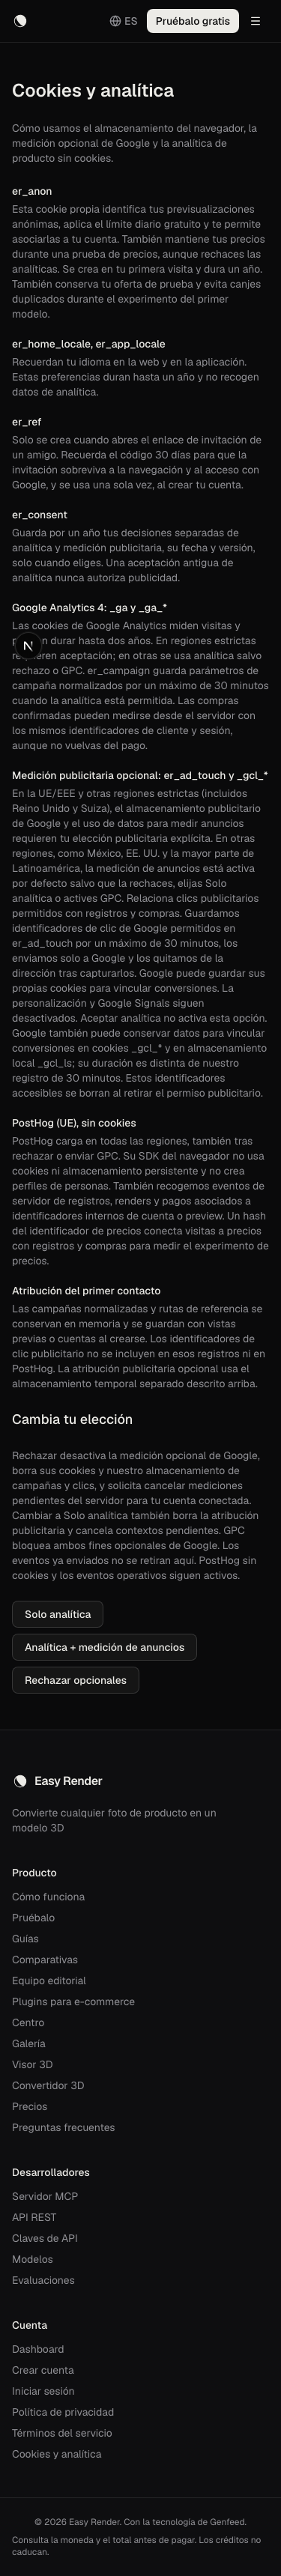 ES
Pruébalo gratis
Cookies y analítica
Cómo usamos el almacenamiento del navegador, la
medición opcional de Google y la analítica de
producto sin cookies.
er_anon
Esta cookie propia identifica tus previsualizaciones
anónimas, aplica el límite diario gratuito y te permite
asociarlas a tu cuenta. También mantiene tus precios
durante una prueba de precios, aunque rechaces las
analíticas. Se crea en tu primera visita y dura un año.
También conserva tu oferta de prueba y evita canjes
duplicados durante el experimento del primer
modelo.
er_home_locale, er_app_locale
Recuerdan tu idioma en la web y en la aplicación.
Estas preferencias duran hasta un año y no recogen
datos de analítica.
er_ref
Solo se crea cuando abres el enlace de invitación de
un amigo. Recuerda el código 30 días para que la
invitación sobreviva a la navegación y al acceso con
Google, y se usa una sola vez, al crear tu cuenta.
er_consent
Guarda por un año tus decisiones separadas de
analítica y medición publicitaria, su fecha y versión,
solo cuando eliges. Una aceptación antigua de
analítica nunca autoriza publicidad.
Google Analytics 4: _ga y _ga_*
Las cookies de Google Analytics miden visitas y
durar hasta dos años. En regiones estrictas
aceptación; en otras se usa analítica salvo
rechazo o GPC. er_campaign guarda parámetros de
campaña normalizados por un máximo de 30 minutos
cuando la analítica está permitida. Las compras
confirmadas pueden medirse desde el servidor con
los mismos identificadores de cliente y sesión,
aunque no vuelvas del pago.
Medición publicitaria opcional: er_ad_touch y _gcl_*
En la UE/EEE y otras regiones estrictas (incluidos
Reino Unido y Suiza), el almacenamiento publicitario
de Google y el uso de datos para medir anuncios
requieren tu elección publicitaria explícita. En otras
regiones, como México, EE. UU. y la mayor parte de
Latinoamérica, la medición de anuncios está activa
por defecto salvo que la rechaces, elijas Solo
analítica o actives GPC. Relaciona clics publicitarios
permitidos con registros y compras. Guardamos
identificadores de clic de Google permitidos en
er_ad_touch por un máximo de 30 minutos, los
enviamos solo a Google y los quitamos de la
dirección tras capturarlos. Google puede guardar sus
propias cookies para vincular conversiones. La
personalización y Google Signals siguen
desactivados. Aceptar analítica no activa esta opción.
Google también puede conservar datos para vincular
conversiones en cookies _gcl_* y en almacenamiento
local _gcl_ls; su duración es distinta de nuestro
registro de 30 minutos. Estos identificadores
accesibles se borran al retirar el permiso publicitario.
PostHog (UE), sin cookies
PostHog carga en todas las regiones, también tras
rechazar o enviar GPC. Su SDK del navegador no usa
cookies ni almacenamiento persistente y no crea
perfiles de personas. También recogemos eventos de
servidor de registros, renders y pagos asociados a
identificadores internos de cuenta o preview. Un hash
del identificador de precios conecta visitas a precios
con registros y compras para medir el experimento de
precios.
Atribución del primer contacto
Las campañas normalizadas y rutas de referencia se
conservan en memoria y se guardan con vistas
previas o cuentas al crearse. Los identificadores de
clic publicitario no se incluyen en esos registros ni en
PostHog. La atribución publicitaria opcional usa el
almacenamiento temporal separado descrito arriba.
Cambia tu elección
Rechazar desactiva la medición opcional de Google,
borra sus cookies y nuestro almacenamiento de
campañas y clics, y solicita cancelar mediciones
pendientes del servidor para tu cuenta conectada.
Cambiar a Solo analítica también borra la atribución
publicitaria y cancela contextos pendientes. GPC
bloquea ambos fines opcionales de Google. Los
eventos ya enviados no se retiran aquí. PostHog sin
cookies y los eventos operativos siguen activos.
Solo analítica
Analítica + medición de anuncios
Rechazar opcionales
Easy Render
Convierte cualquier foto de producto en un
modelo 3D
Producto
Cómo funciona
Pruébalo
Guías
Comparativas
Equipo editorial
Plugins para e-commerce
Centro
Galería
Visor 3D
Convertidor 3D
Precios
Preguntas frecuentes
Desarrolladores
Servidor MCP
API REST
Claves de API
Modelos
Evaluaciones
Cuenta
Dashboard
Crear cuenta
Iniciar sesión
Política de privacidad
Términos del servicio
Cookies y analítica
© 2026 Easy Render. Con la tecnología de Genfeed.
Consulta la moneda y el total antes de pagar. Los créditos no
caducan.